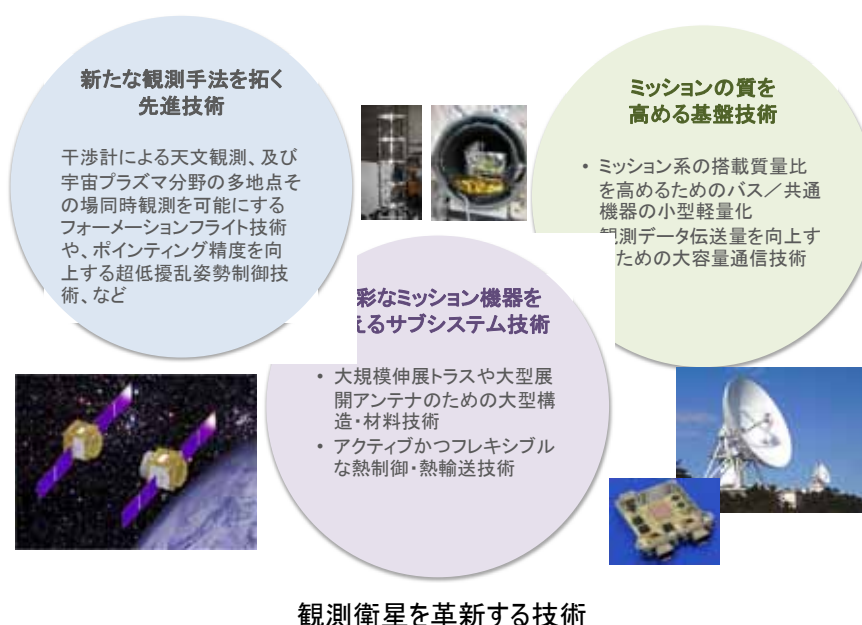 新たな観測手法を拓く
先進技術
干渉計による天文観測、及び
宇宙プラズマ分野の多地点そ
の場同時観測を可能にする
フォーメーションフライト技術
や、ポインティング精度を向
上する超低擾乱姿勢制御技
術、など
ミッションの質を
高める基盤技術
• ミッション系の搭載質量比
を高めるためのバス／共通
機器の小型軽量化
観測データ伝送量を向上す
ための大容量通信技術
彩なミッション機器を
えるサブシステム技術
• 大規模伸展トラスや大型展
開アンテナのための大型構
造・材料技術
• アクティブかつフレキシブル
な熱制御・熱輸送技術
観測衛星を革新する技術